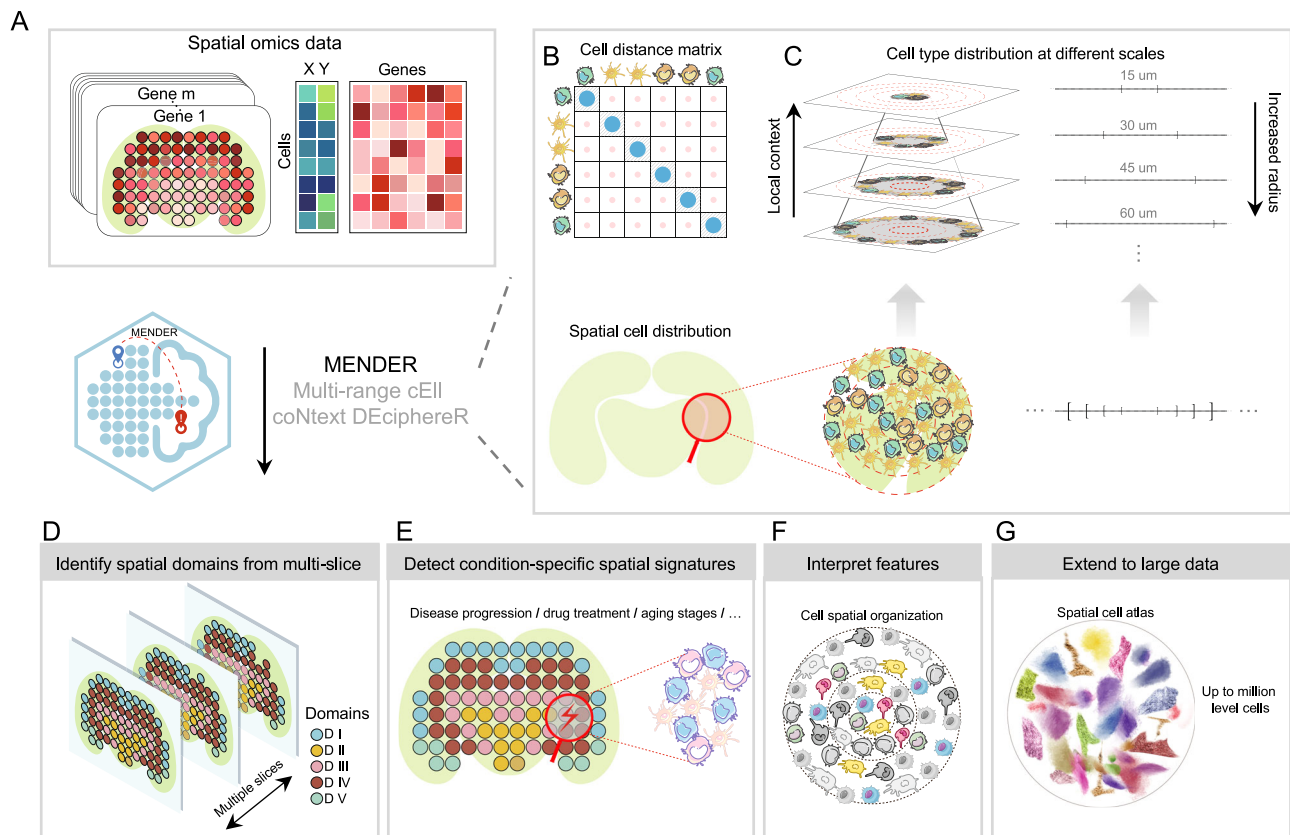 A
Spatial omics data
X Y
Genes
Gene m
Gene 1
Cells
B
Cell distance matrix
C
Cell type distribution at different scales
Local context
15 um
30 um
45 um
60 um
Increased radius
MENDER
MENDER
Multi-range cEll
coNtext DEciphereR
Spatial cell distribution
D
Identify spatial domains from multi-slice
Domains
D I
D II
D III
D IV
D V
Multiple slices
E
Detect condition-specific spatial signatures
Disease progression / drug treatment / aging stages / ...
F
Interpret features
Cell spatial organization
G
Extend to large data
Spatial cell atlas
Up to million
level cells